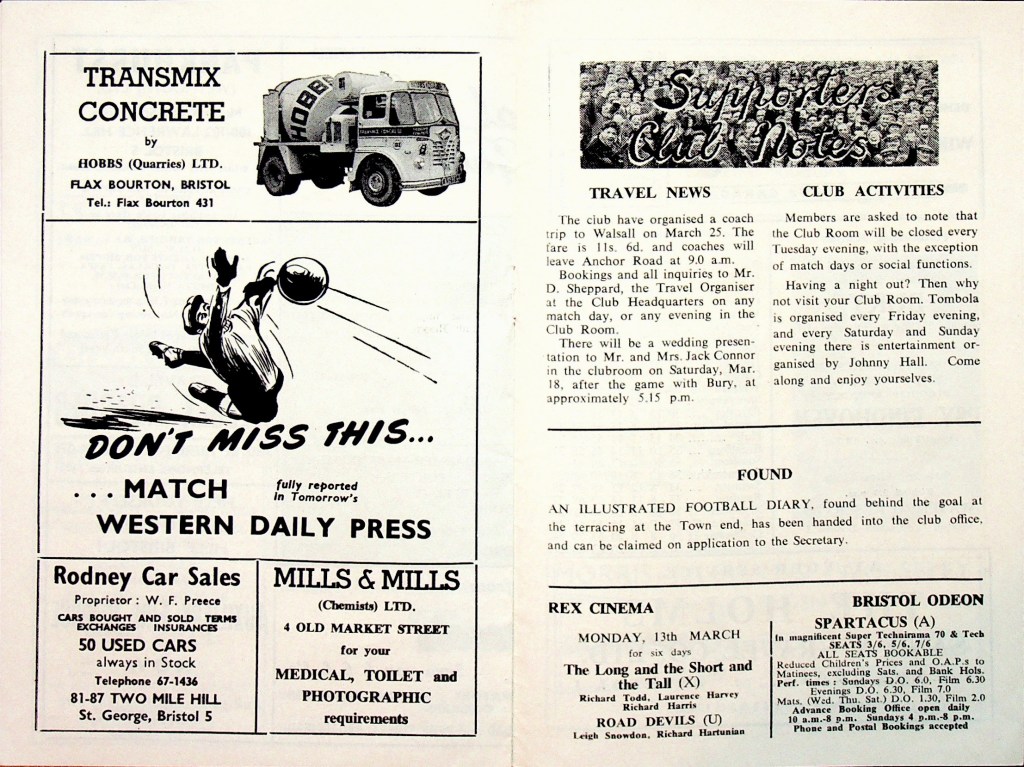 TRANSMIX
CONCRETE
by
HOBBS (Quarries) LTD.
FLAX BOURTON, BRISTOL
Tel.: Flax Bourton 431
HOBBS
DON'T MISS THIS...
... MATCH
fully reported
in Tomorrow's
WESTERN DAILY PRESS
Rodney Car Sales
Proprietor : W. F. Preece
CARS BOUGHT AND SOLD TERMS
EXCHANGES INSURANCES
50 USED CARS
always in Stock
Telephone 67-1436
81-87 TWO MILE HILL
St. George, Bristol 5
MILLS & MILLS
(Chemists) LTD.
4 OLD MARKET STREET
for your
MEDICAL, TOILET and
PHOTOGRAPHIC
requirements
Supporters
Club Notes
TRAVEL NEWS
The club have organised a coach
trip to Walsall on March 25. The
fare is 11s. 6d. and coaches will
leave Anchor Road at 9.0 a.m.
Bookings and all inquiries to Mr.
D. Sheppard, the Travel Organiser
at the Club Headquarters on any
match day, or any evening in the
Club Room.
There will be a wedding presen-
tation to Mr. and Mrs. Jack Connor
in the clubroom on Saturday, Mar.
18, after the game with Bury, at
approximately 5.15 p.m.
CLUB ACTIVITIES
Members are asked to note that
the Club Room will be closed every
Tuesday evening, with the exception
of match days or social functions.
Having a night out? Then why
not visit your Club Room. Tombola
is organised every Friday evening,
and every Saturday and Sunday
evening there is entertainment or-
ganised by Johnny Hall. Come
along and enjoy yourselves.
FOUND
AN ILLUSTRATED FOOTBALL DIARY, found behind the goal at
the terracing at the Town end, has been handed into the club office,
and can be claimed on application to the Secretary.
REX CINEMA
MONDAY, 13th MARCH
for six days
The Long and the Short and
the Tall (X)
Richard Todd, Laurence Harvey
Richard Harris
ROAD DEVILS (U)
Leigh Snowdon, Richard Hartunian
BRISTOL ODEON
SPARTACUS (A)
In magnificent Super Technirama 70 & Tech
SEATS 3/6, 5/6, 7/6
ALL SEATS BOOKABLE
Reduced Children's Prices and O.A.P.s to
Matinees, excluding Sats. and Bank Hols.
Perf. times : Sundays D.O. 6.0, Film 6.30
Evenings D.O. 6.30, Film 7.0
Mats. (Wed. Thu. Sat.) D.O. 1.30, Film 2.0
Advance Booking Office open daily
10 a.m.-8 p.m. Sundays 4 p.m.-8 p.m.
Phone and Postal Bookings accepted